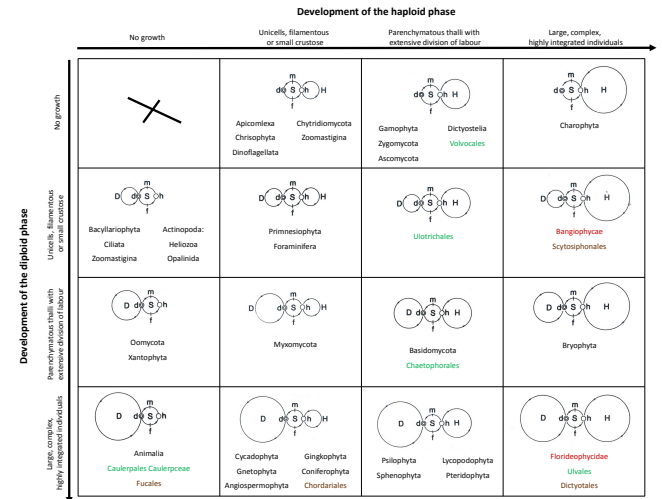 Development of the haploid phase
No growth
Unicells, filamentous
or small crustose
Parenchymatous thalli with
extensive division of labour
Large, complex,
highly integrated individuals
Development of the diploid phase
No growth
m
d S h H
f
Apicomlexa Chytridiomycota
Chrisophyta Zoomastigina
Dinoflagellata
m
d S h H
f
Gamophyta Dictyostelia
Zygomycota Volvocales
Ascomycota
m
d S h H
f
Charophyta
Unicells, filamentous
or small crustose
m
D d S h
f
Bacyllariophyta Actinopoda:
Ciliata Heliozoa
Zoomastigina Opalinida
m
D d S h H
f
Primnesiophyta
Foraminifera
m
D d S h H
f
Ulotrichales
m
D d S h H
f
Bangiophycae
Scytosiphonales
Parenchymatous thalli with
extensive division of labour
m
D d S h
f
Oomycota
Xantophyta
m
D d S h H
f
Myxomycota
m
D d S h H
f
Basidomycota
Chaetophorales
m
D d S h H
f
Bryophyta
Large, complex,
highly integrated individuals
m
D d S h
f
Animalia
Caulerpales Caulerpceae
Fucales
m
D d S h H
f
Cycadophyta Gingkophyta
Gnetophyta Coniferophyta
Angiospermophyta Chordariales
m
D d S h H
f
Psilophyta Lycopodophyta
Sphenophyta Pteridophyta
m
D d S h H
f
Florideophycidae
Ulvales
Dictyotales